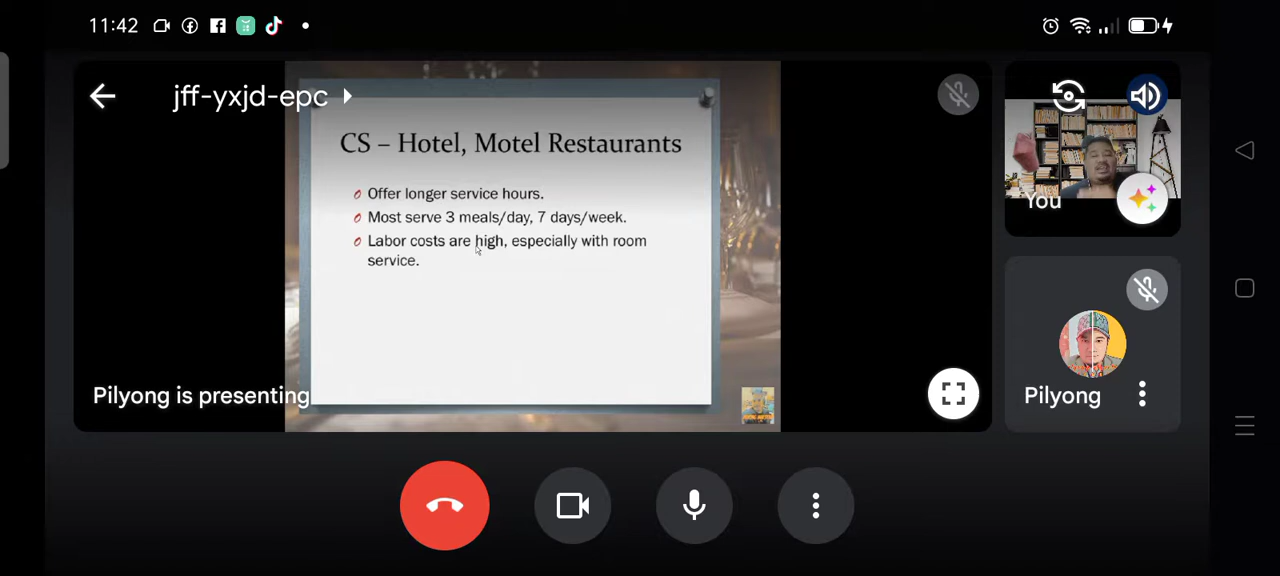 11:42
jff-yxjd-epc
CS – Hotel, Motel Restaurants
Offer longer service hours.
Most serve 3 meals/day, 7 days/week.
Labor costs are high, especially with room
service.
Pilyong is presenting
You
Pilyong